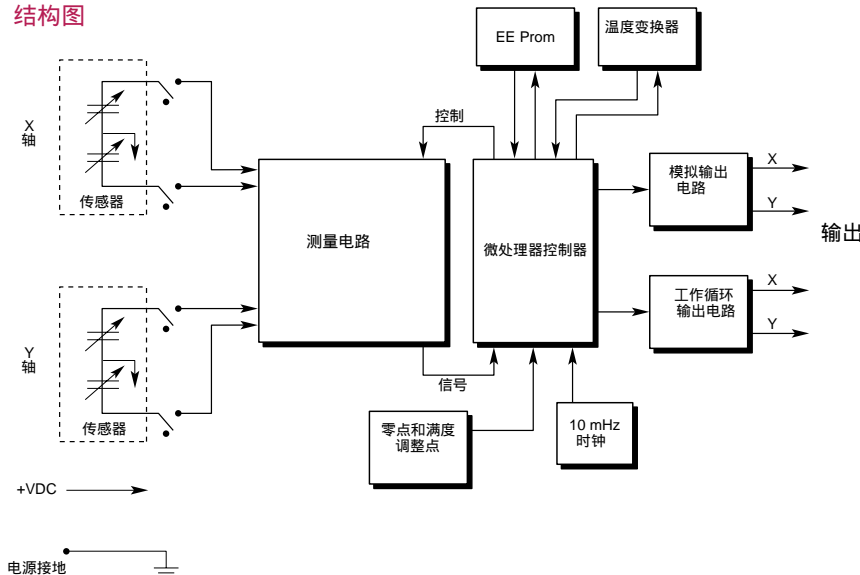 结构图
EE Prom
温度变换器
X
轴
控制
传感器
测量电路
微处理器控制器
模拟输出
电路
X
Y
输出
工作循环
输出电路
X
Y
Y
轴
传感器
信号
零点和满度
调整点
10 mHz
时钟
+VDC
电源接地